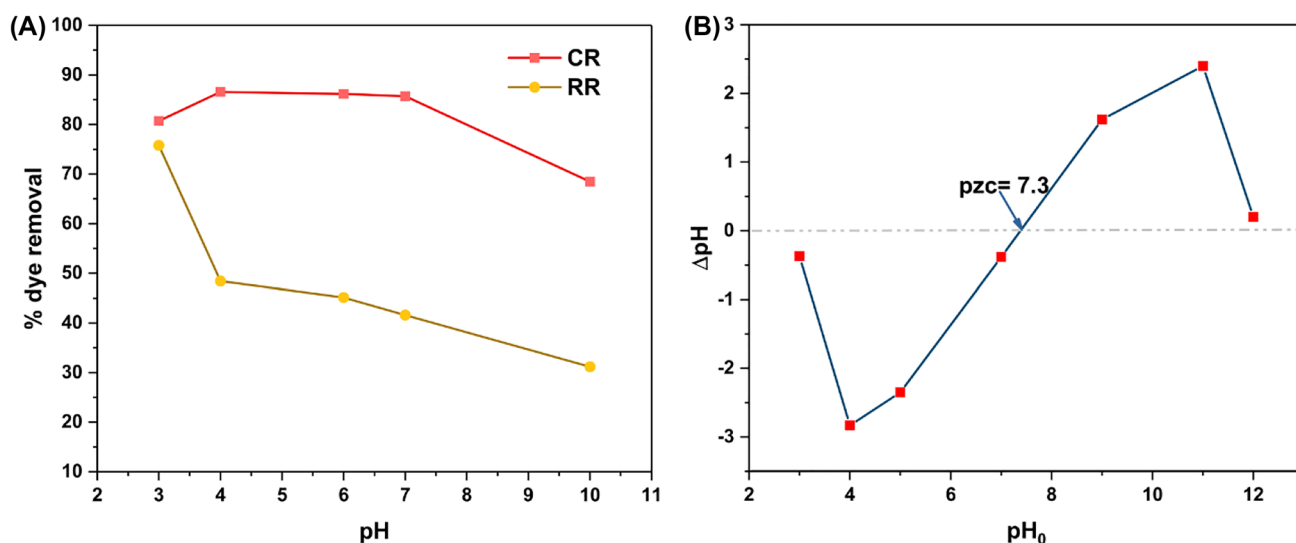 (A)
% dye removal
100
90
80
70
60
50
40
30
20
10
CR
RR
2 3 4 5 6 7 8 9 10 11
pH
(B)
ΔpH
3
2
1
0
-1
-2
-3
pzc= 7.3
2 4 6 8 10 12
pH₀